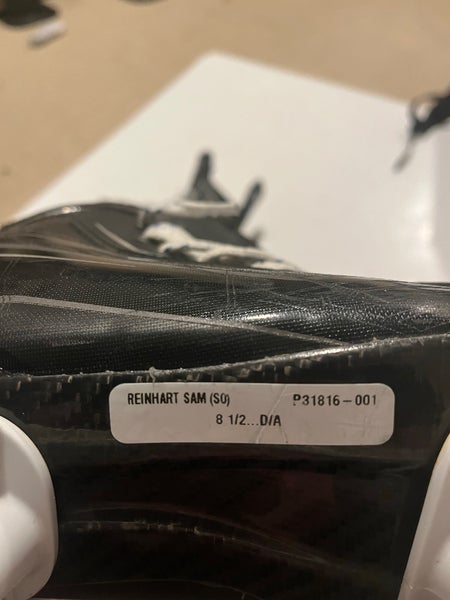 REINHART SAM (SO) P31816-001
8 1/2...D/A